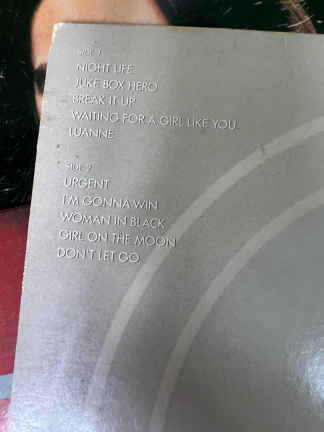 SIDE 1
NIGHT LIFE
JUKE BOX HERO
BREAK IT UP
WAITING FOR A GIRL LIKE YOU
LUANNE
SIDE 2
URGENT
I'M GONNA WIN
WOMAN IN BLACK
GIRL ON THE MOON
DON'T LET GO